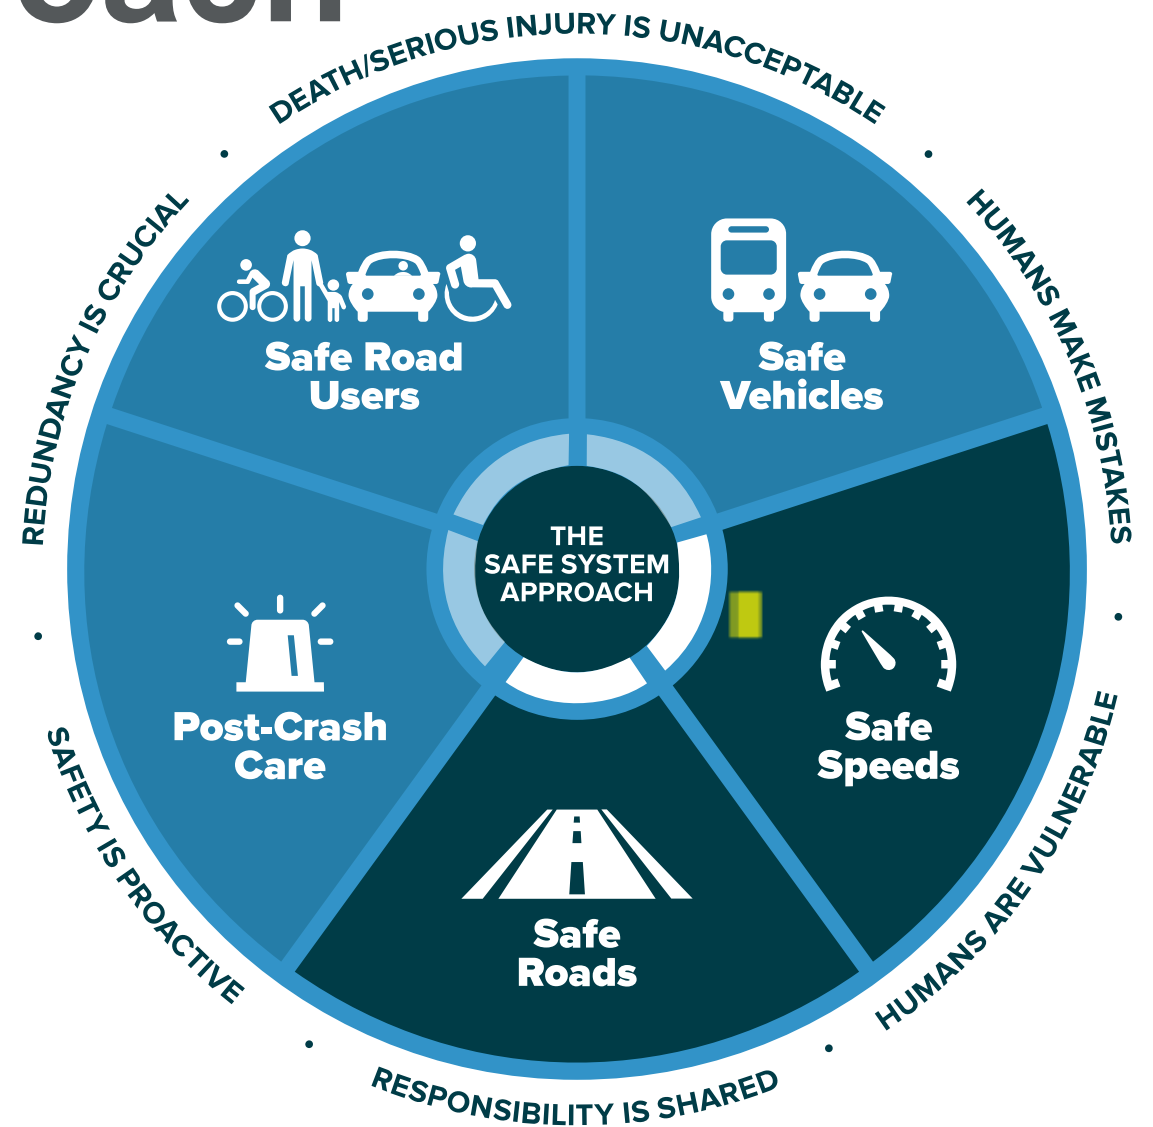 DEATH/SERIOUS INJURY IS UNACCEPTABLE
HUMANS MAKE MISTAKES
HUMANS ARE VULNERABLE
RESPONSIBILITY IS SHARED
SAFETY IS PROACTIVE
REDUNDANCY IS CRUCIAL
Safe Road
Users
Safe
Vehicles
THE
SAFE SYSTEM
APPROACH
Post-Crash
Care
Safe
Speeds
Safe
Roads